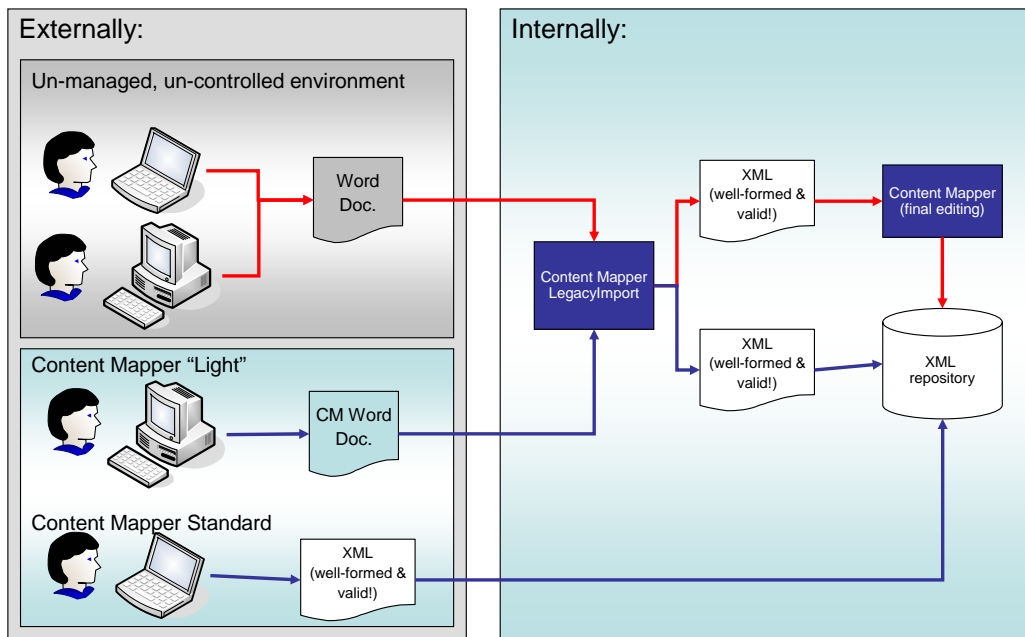 Externally:
Un-managed, un-controlled environment
Word
Doc.
Content Mapper “Light”
CM Word
Doc.
Content Mapper Standard
XML
(well-formed &
valid!)
Internally:
Content Mapper
LegacyImport
XML
(well-formed &
valid!)
Content Mapper
(final editing)
XML
(well-formed &
valid!)
XML
repository